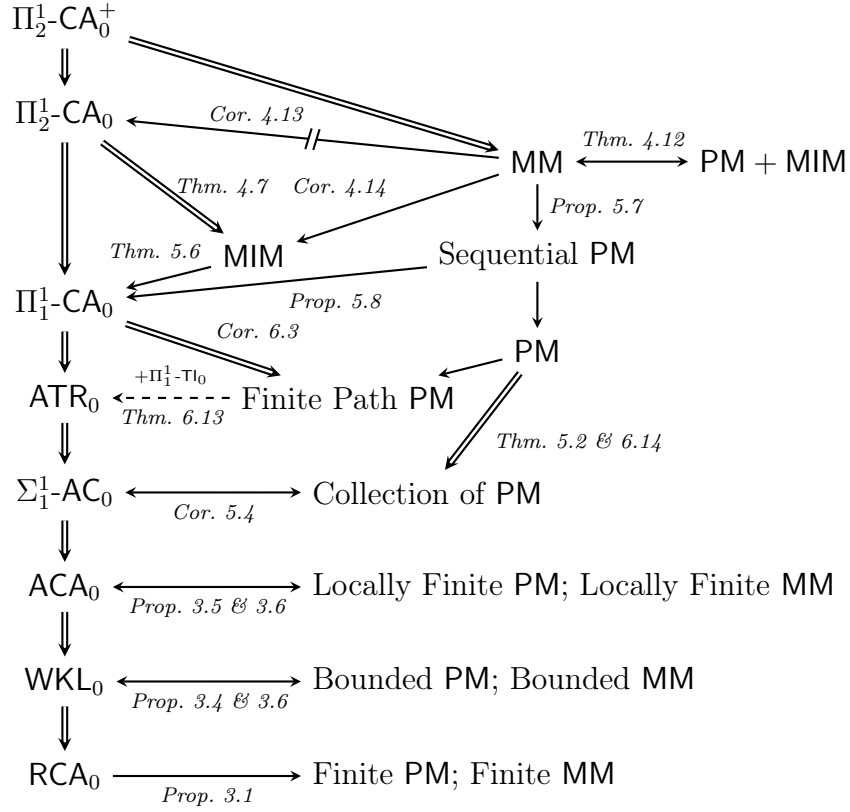 Π¹₂-CA₀⁺
Π¹₂-CA₀
Cor. 4.13
MM
Thm. 4.12
PM + MIM
Thm. 4.7
Cor. 4.14
Prop. 5.7
Thm. 5.6
MIM
Sequential PM
Π¹₁-CA₀
Prop. 5.8
Cor. 6.3
PM
+Π¹₁-TI₀
ATR₀
Finite Path PM
Thm. 6.13
Thm. 5.2 & 6.14
Σ¹₁-AC₀
Collection of PM
Cor. 5.4
ACA₀
Locally Finite PM; Locally Finite MM
Prop. 3.5 & 3.6
WKL₀
Bounded PM; Bounded MM
Prop. 3.4 & 3.6
RCA₀
Finite PM; Finite MM
Prop. 3.1